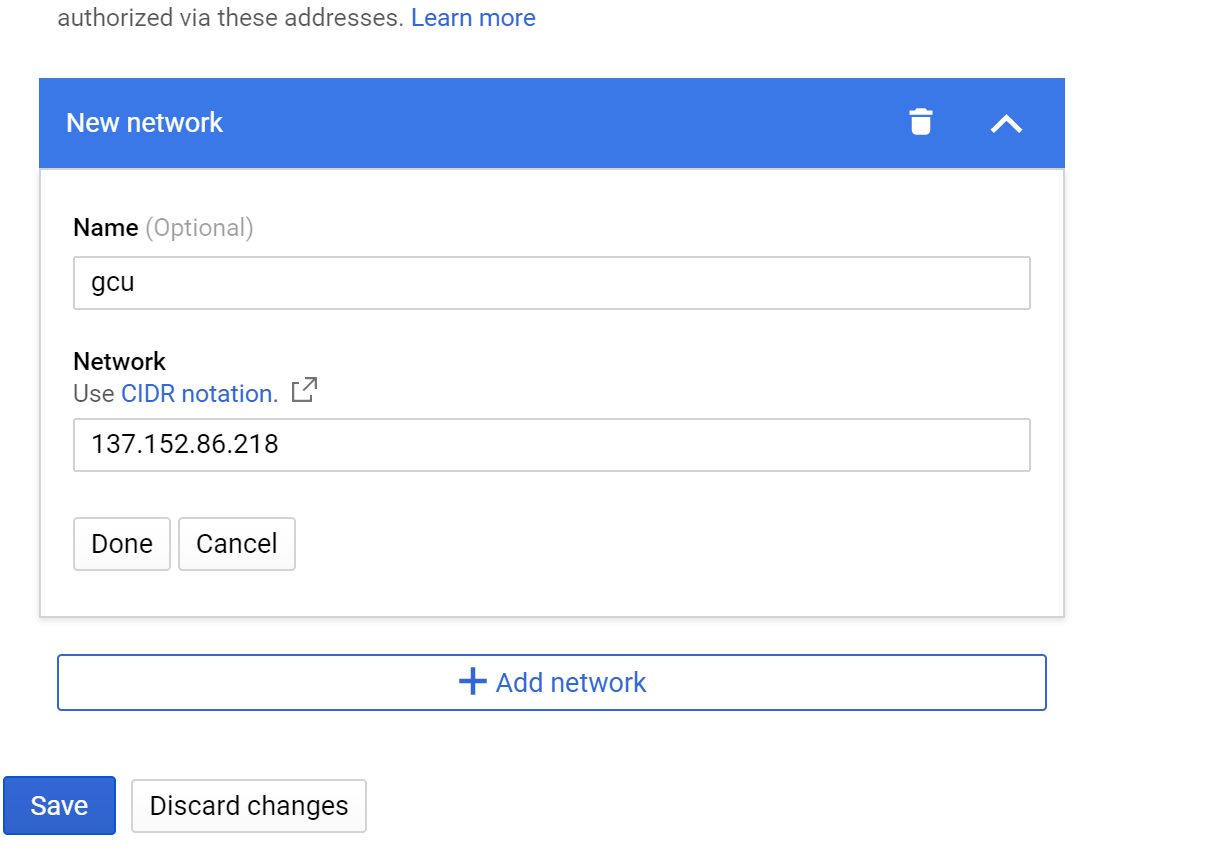 authorized via these addresses. Learn more
New network
Name (Optional)
gcu
Network
Use CIDR notation.
137.152.86.218
Done Cancel
Add network
Save Discard changes